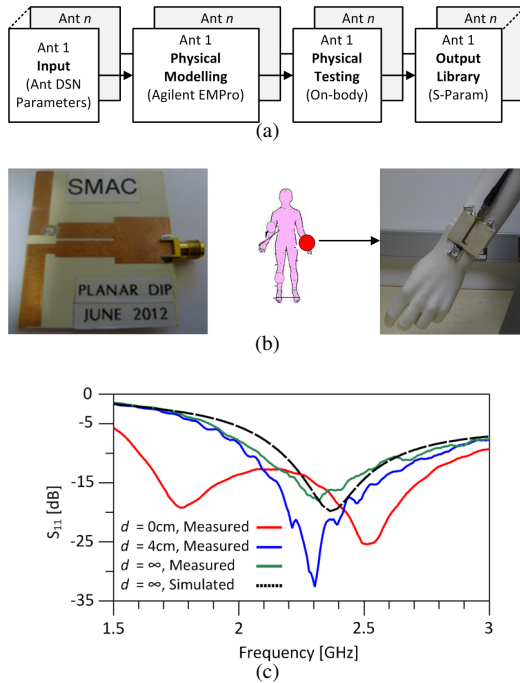 Ant n
Ant n
Ant n
Ant n
Ant 1
Input
(Ant DSN
Parameters)
Ant 1
Physical
Modelling
(Agilent EMPro)
Ant 1
Physical
Testing
(On-body)
Ant 1
Output
Library
(S-Param)
(a)
SMAC
PLANAR DIP
JUNE 2012
(b)
0
-5
-15
-25
-35
S11 [dB]
d = 0cm, Measured
d = 4cm, Measured
d = ∞, Measured
d = ∞, Simulated
1.5
2
2.5
3
Frequency [GHz]
(c)